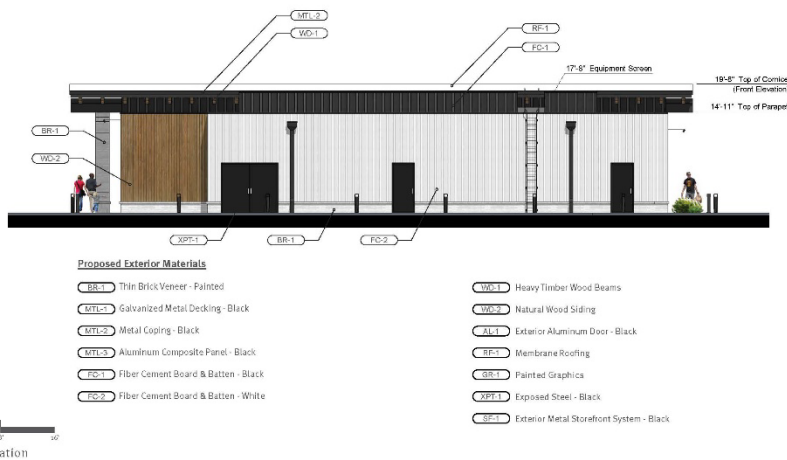 MTL-2
WD-1
RF-1
FC-1
17'-8" Equipment Screen
19'-8" Top of Cornice
(Front Elevation)
14'-11" Top of Parapet
BR-1
WD-2
XPT-1
BR-1
FC-2
Proposed Exterior Materials
BR-1 Thin Brick Veneer - Painted
MTL-1 Galvanized Metal Decking - Black
MTL-2 Metal Coping - Black
MTL-3 Aluminum Composite Panel - Black
FC-1 Fiber Cement Board & Batten - Black
FC-2 Fiber Cement Board & Batten - White
WD-1 Heavy Timber Wood Beams
WD-2 Natural Wood Siding
AL-1 Exterior Aluminum Door - Black
RF-1 Membrane Roofing
GR-1 Painted Graphics
XPT-1 Exposed Steel - Black
SF-1 Exterior Metal Storefront System - Black
16'
ation